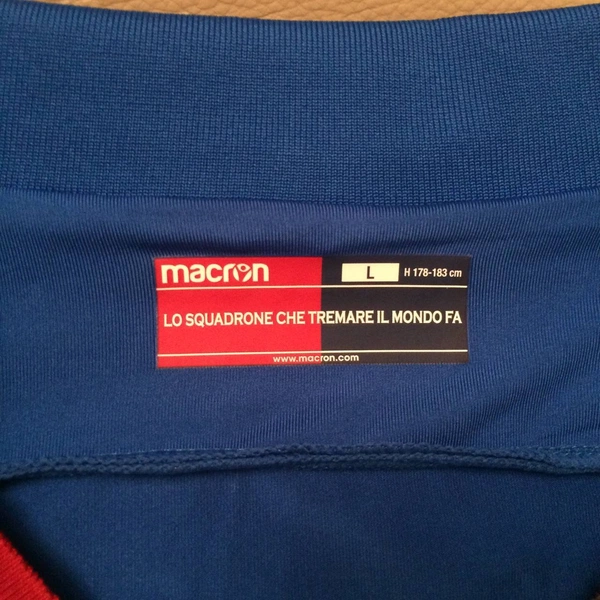 macron L H 178-183 cm
LO SQUADRONE CHE TREMARE IL MONDO FA
www.macron.com